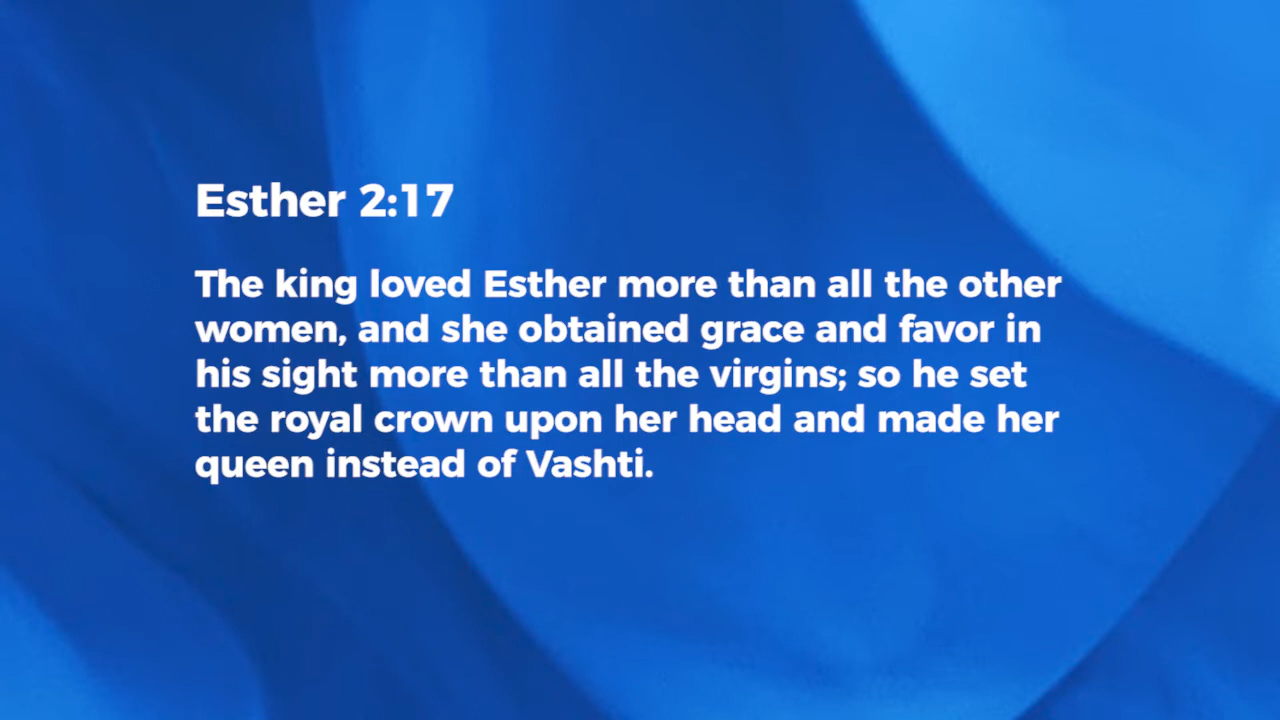 Esther 2:17
The king loved Esther more than all the other
women, and she obtained grace and favor in
his sight more than all the virgins; so he set
the royal crown upon her head and made her
queen instead of Vashti.